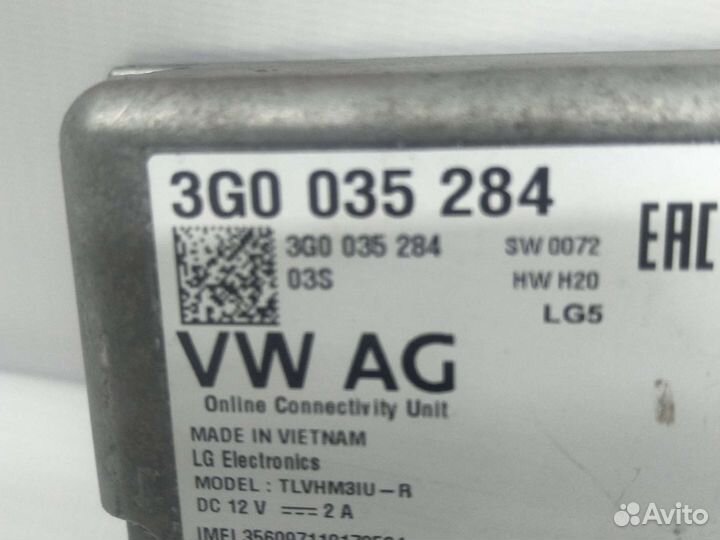 3G0 035 284
3G0 035 284 SW 0072
03S HW H20
LG5
EAC
VW AG
Online Connectivity Unit
MADE IN VIETNAM
LG Electronics
MODEL : TLVHM3IU-R
DC 12 V ⎓ 2 A
Avito